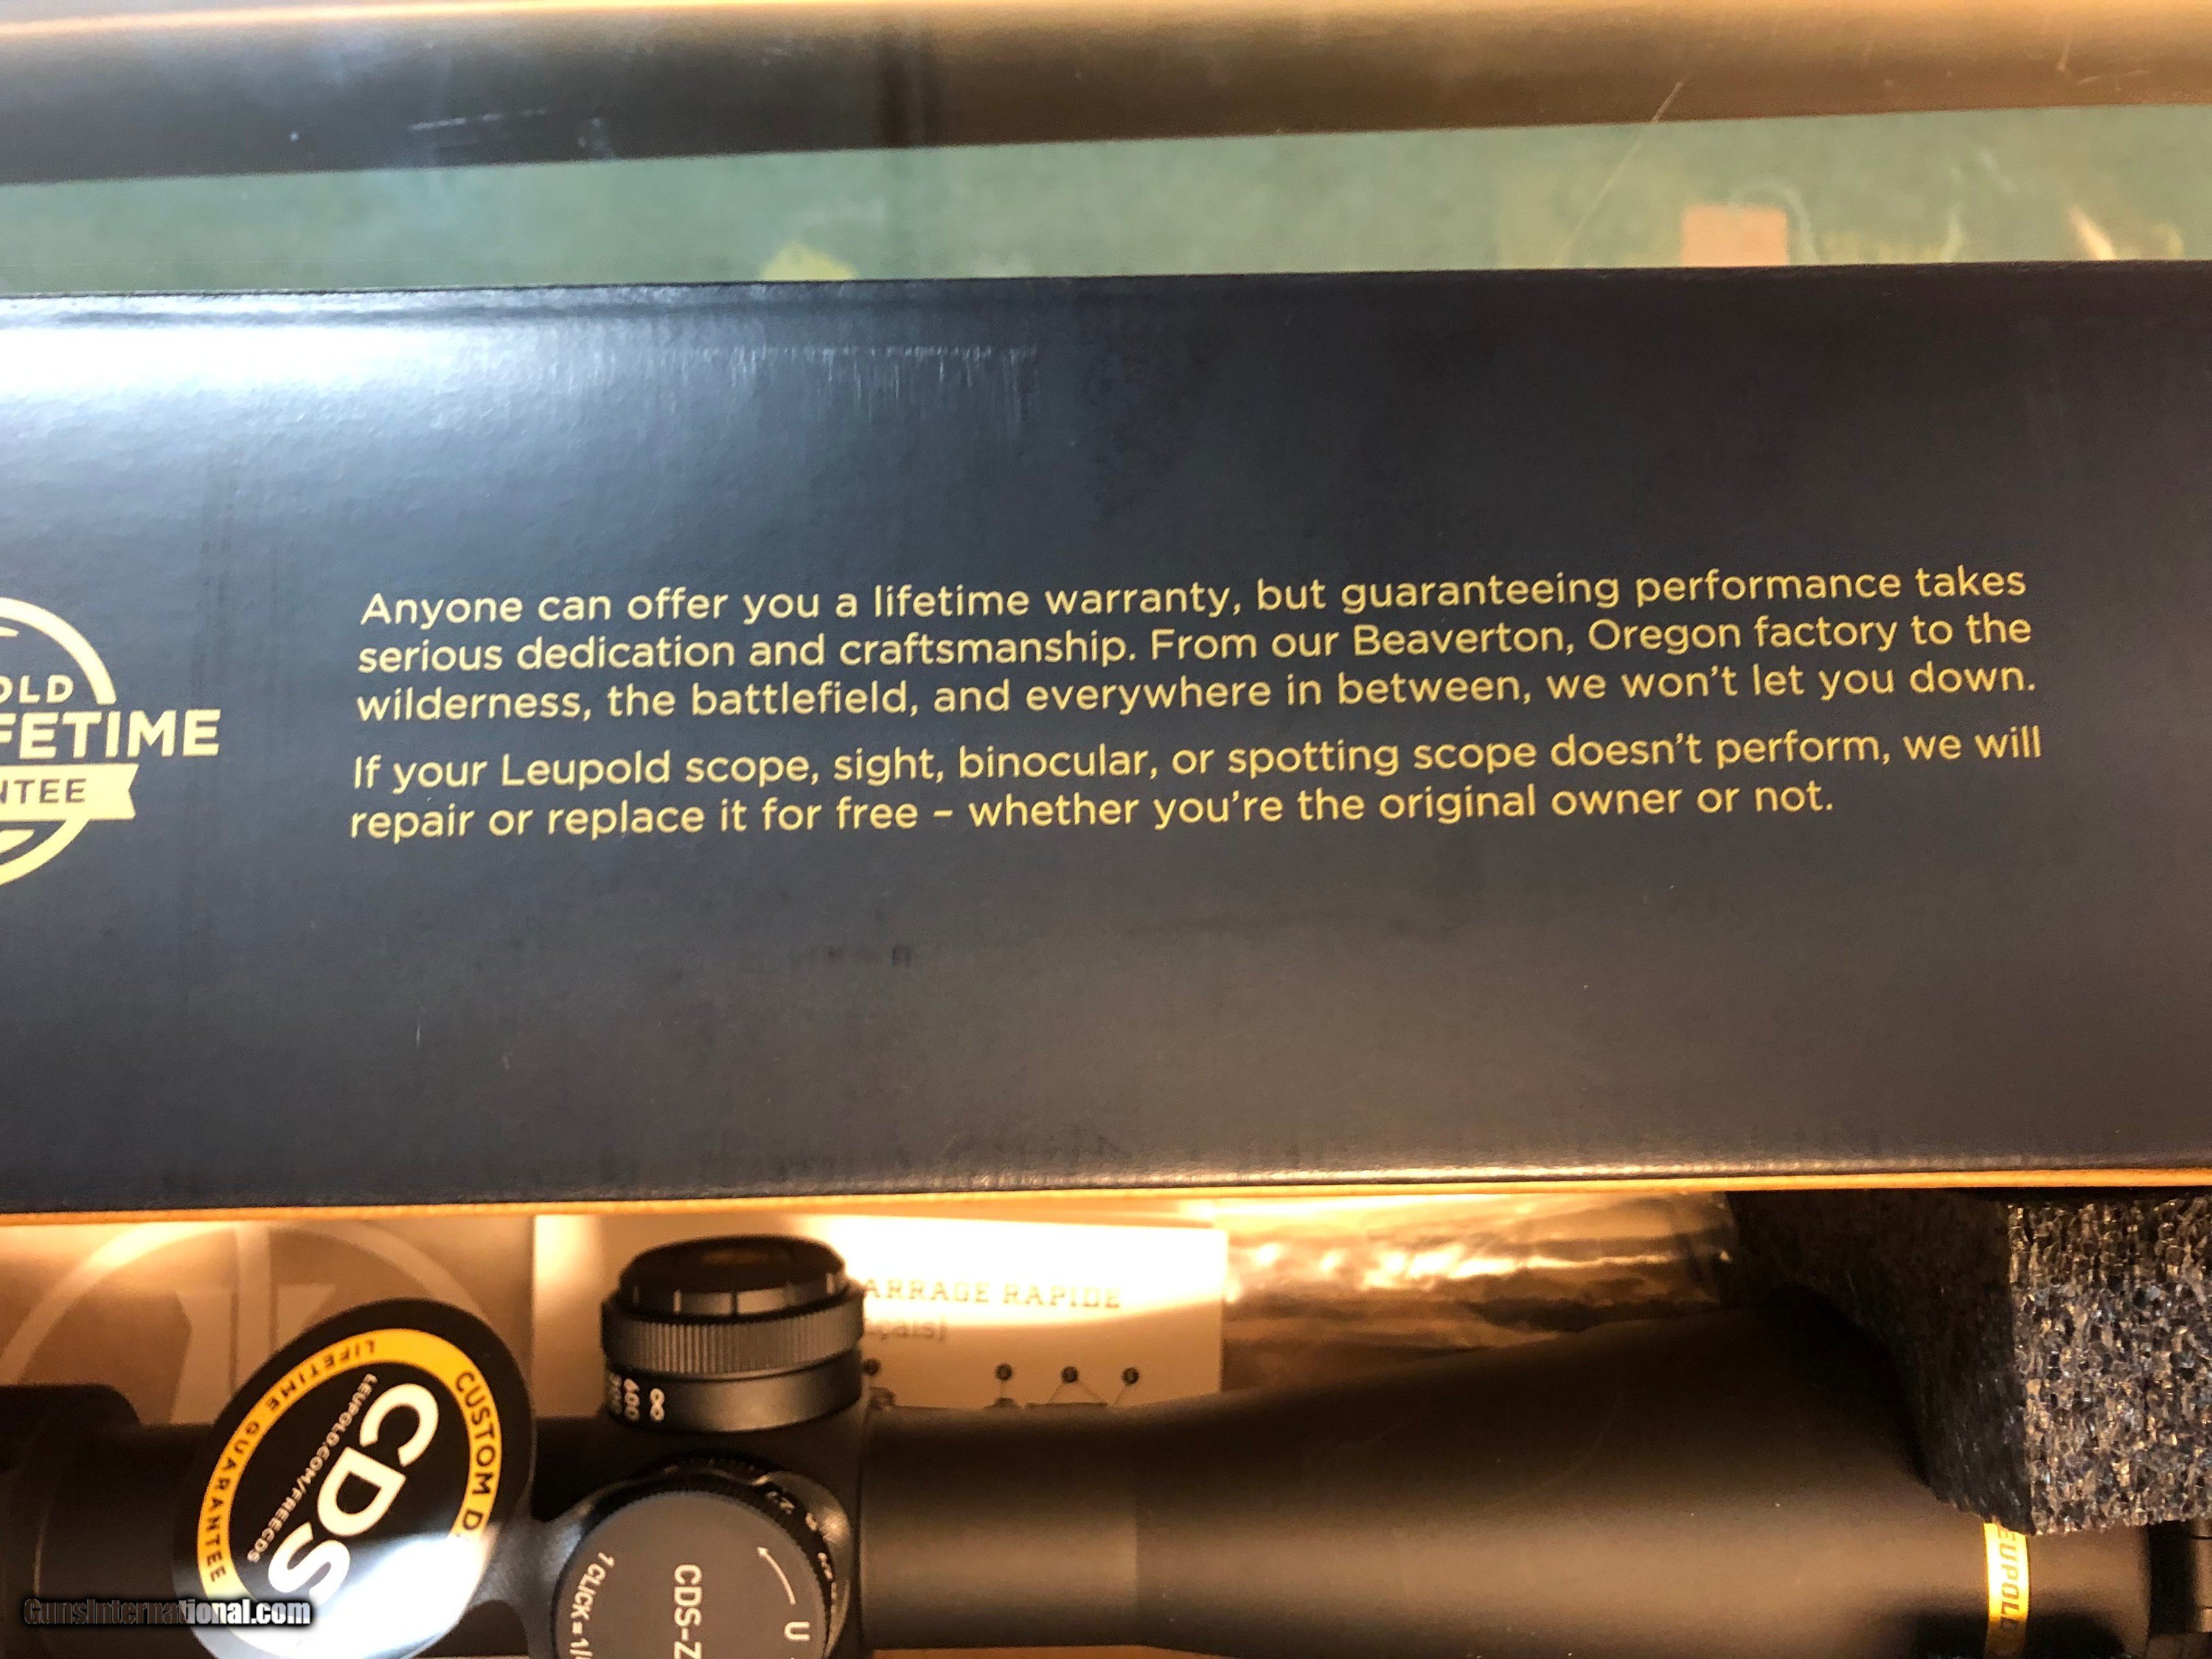 Anyone can offer you a lifetime warranty, but guaranteeing performance takes
serious dedication and craftsmanship. From our Beaverton, Oregon factory to the
wilderness, the battlefield, and everywhere in between, we won't let you down.
If your Leupold scope, sight, binocular, or spotting scope doesn't perform, we will
repair or replace it for free – whether you're the original owner or not.
OLD
FETIME
NTEE
ARRAGE RAPIDE
çais]
CUSTOM D
LIFETIME GUARANTEE
CDS
LEUPOLD.COM/FREECDS
∞
600
1 CLICK = 1/
CDS-Z
U
EUPOLD
GunsInternational.com